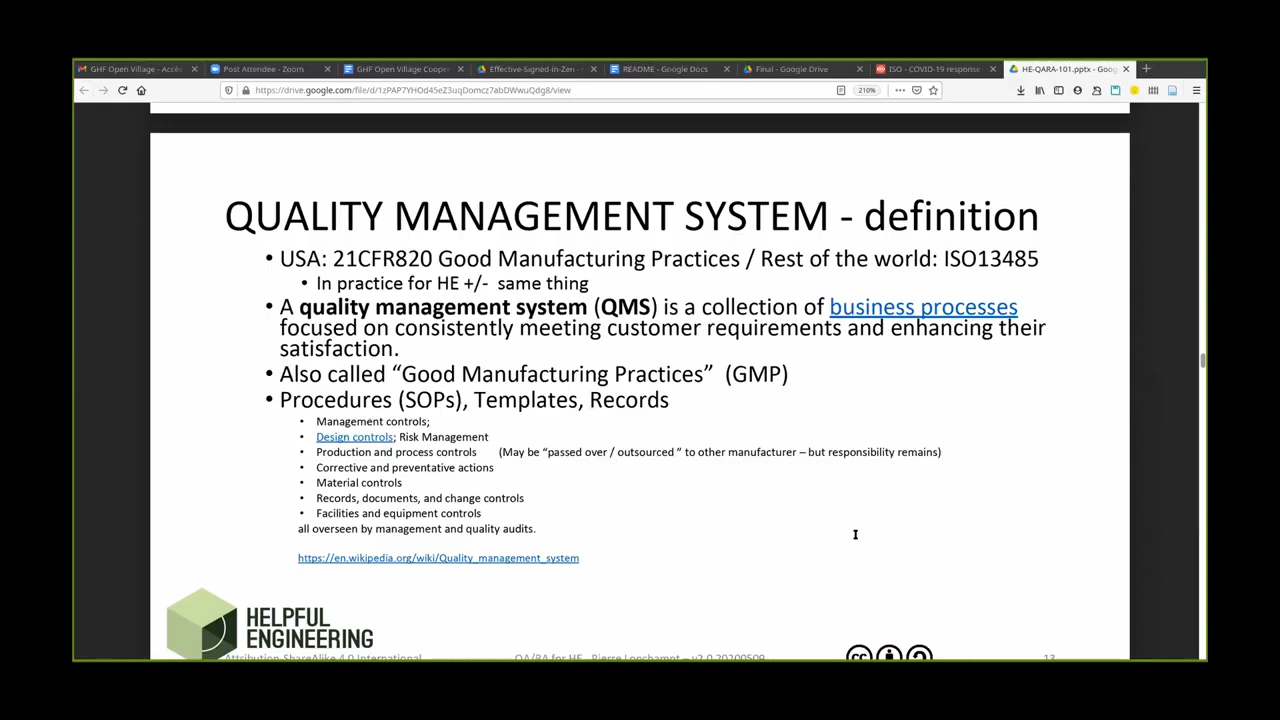 GHF Open Village - Accès
Post Attendee - Zoom
GHF Open Village Coope
Effective-Signed-in-Zen
README - Google Docs
Final - Google Drive
ISO - COVID-19 response
HE-QARA-101.pptx - Goog
https://drive.google.com/file/d/1zPAP7YHOd45eZ3uqDomcz7abDWwuQdg8/view
210%
QUALITY MANAGEMENT SYSTEM - definition
• USA: 21CFR820 Good Manufacturing Practices / Rest of the world: ISO13485
• In practice for HE +/- same thing
• A quality management system (QMS) is a collection of business processes
focused on consistently meeting customer requirements and enhancing their
satisfaction.
• Also called “Good Manufacturing Practices” (GMP)
• Procedures (SOPs), Templates, Records
• Management controls;
• Design controls; Risk Management
• Production and process controls (May be “passed over / outsourced ” to other manufacturer – but responsibility remains)
• Corrective and preventative actions
• Material controls
• Records, documents, and change controls
• Facilities and equipment controls
all overseen by management and quality audits.
https://en.wikipedia.org/wiki/Quality_management_system
HELPFUL
ENGINEERING
Attribution-ShareAlike 4.0 International
QA/RA for HE - Pierre Lonchampt – v2.0 20200509
13